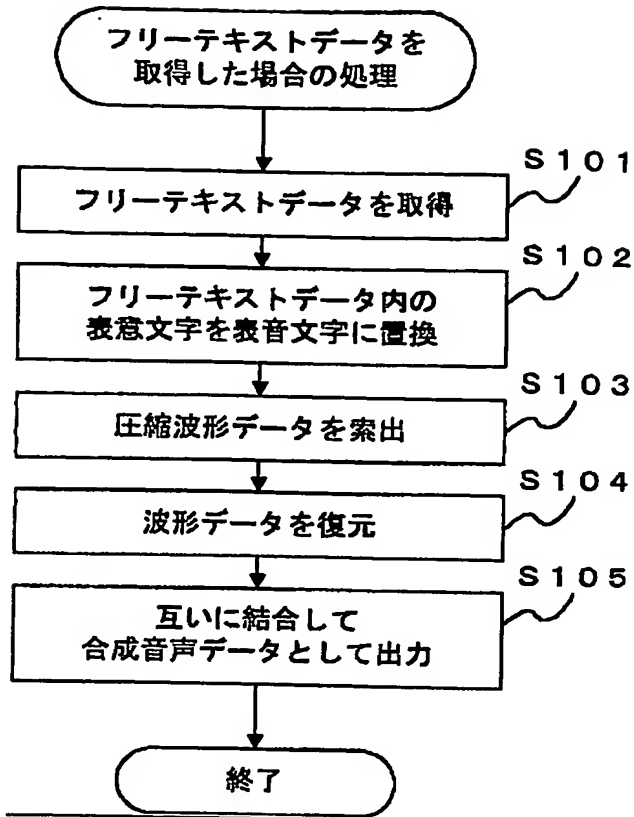 フリーテキストデータを
取得した場合の処理
S101
フリーテキストデータを取得
S102
フリーテキストデータ内の
表意文字を表音文字に置換
S103
圧縮波形データを索出
S104
波形データを復元
S105
互いに結合して
合成音声データとして出力
終了